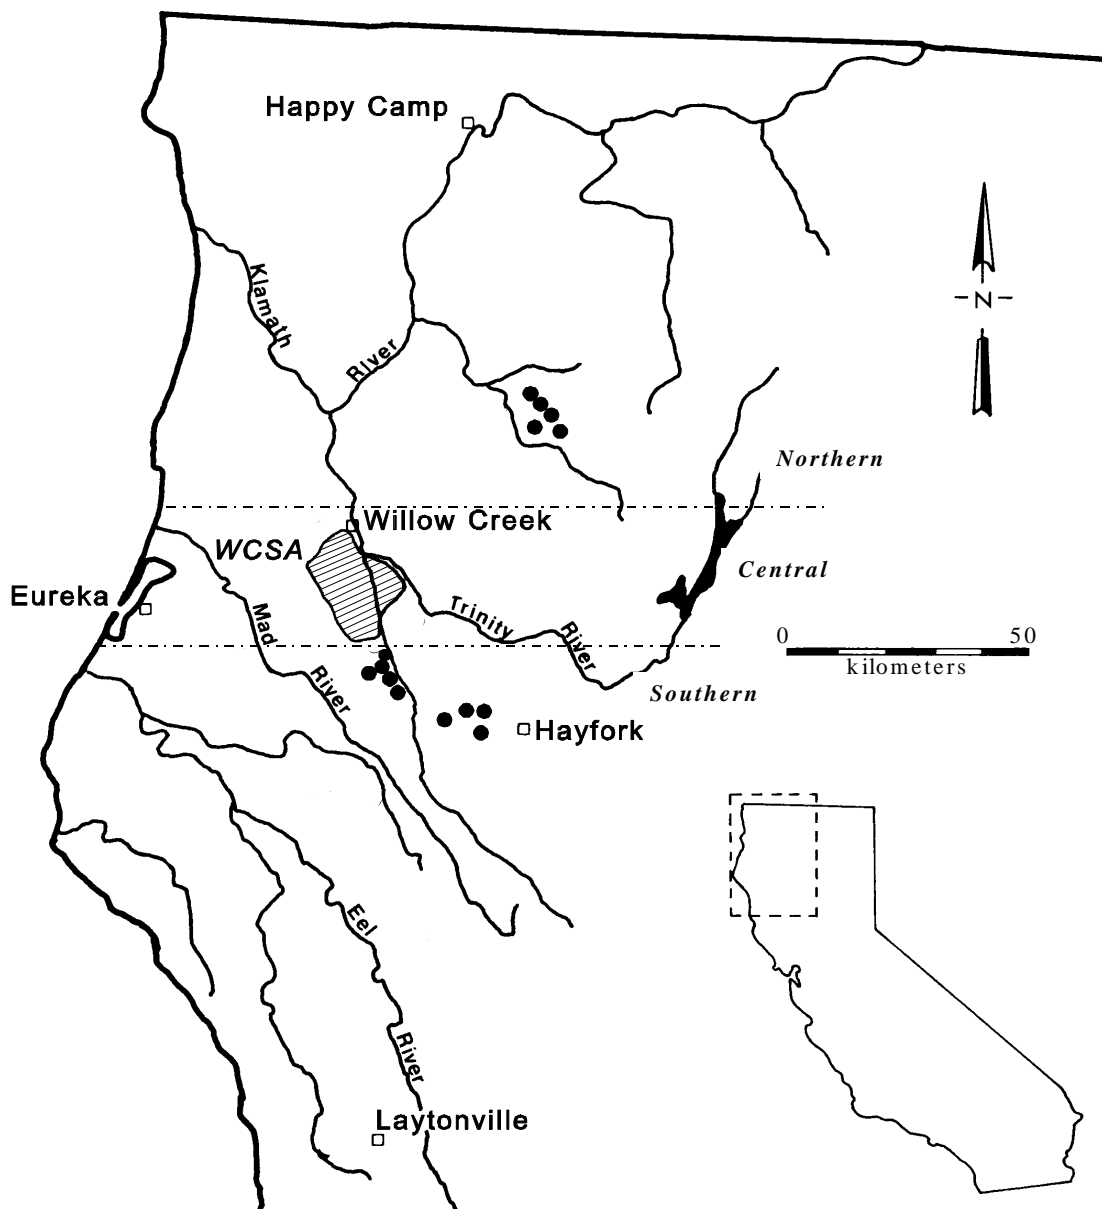 Happy Camp
Klamath
River
N
Northern
Willow Creek
WCSA
Central
Eureka
Mad
River
Trinity
River
0 50
kilometers
Southern
Hayfork
Eel
River
Laytonville